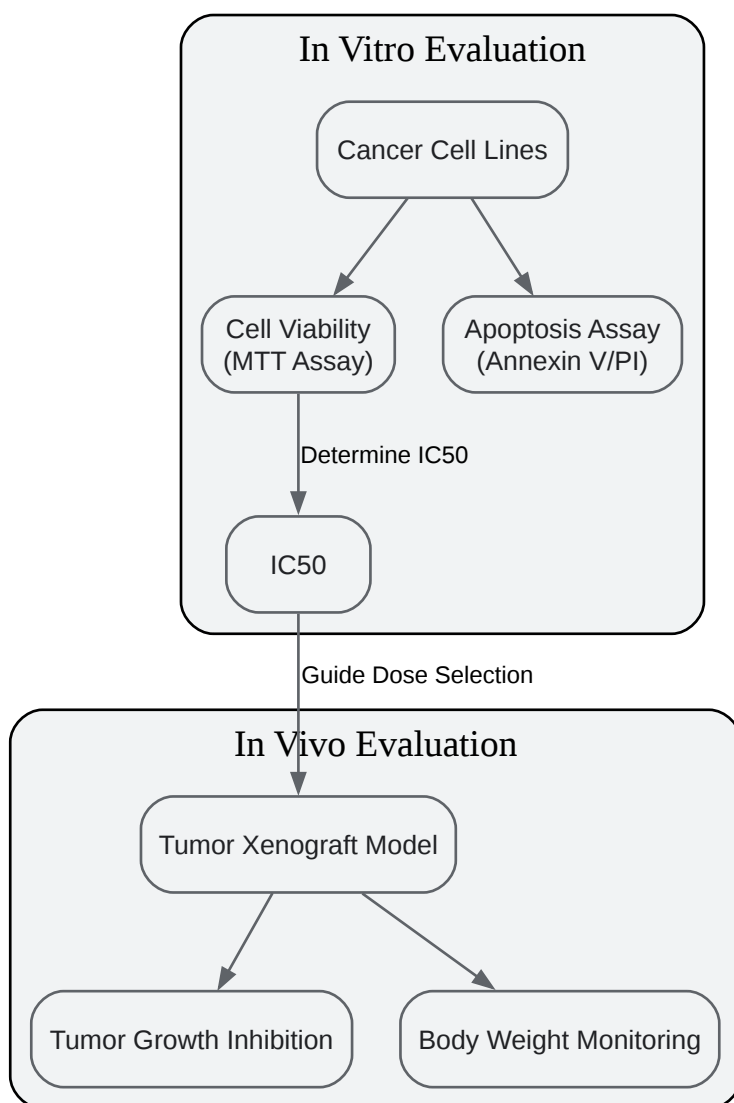 In Vitro Evaluation
Cancer Cell Lines
Cell Viability
(MTT Assay)
Apoptosis Assay
(Annexin V/PI)
Determine IC50
IC50
Guide Dose Selection
In Vivo Evaluation
Tumor Xenograft Model
Tumor Growth Inhibition
Body Weight Monitoring